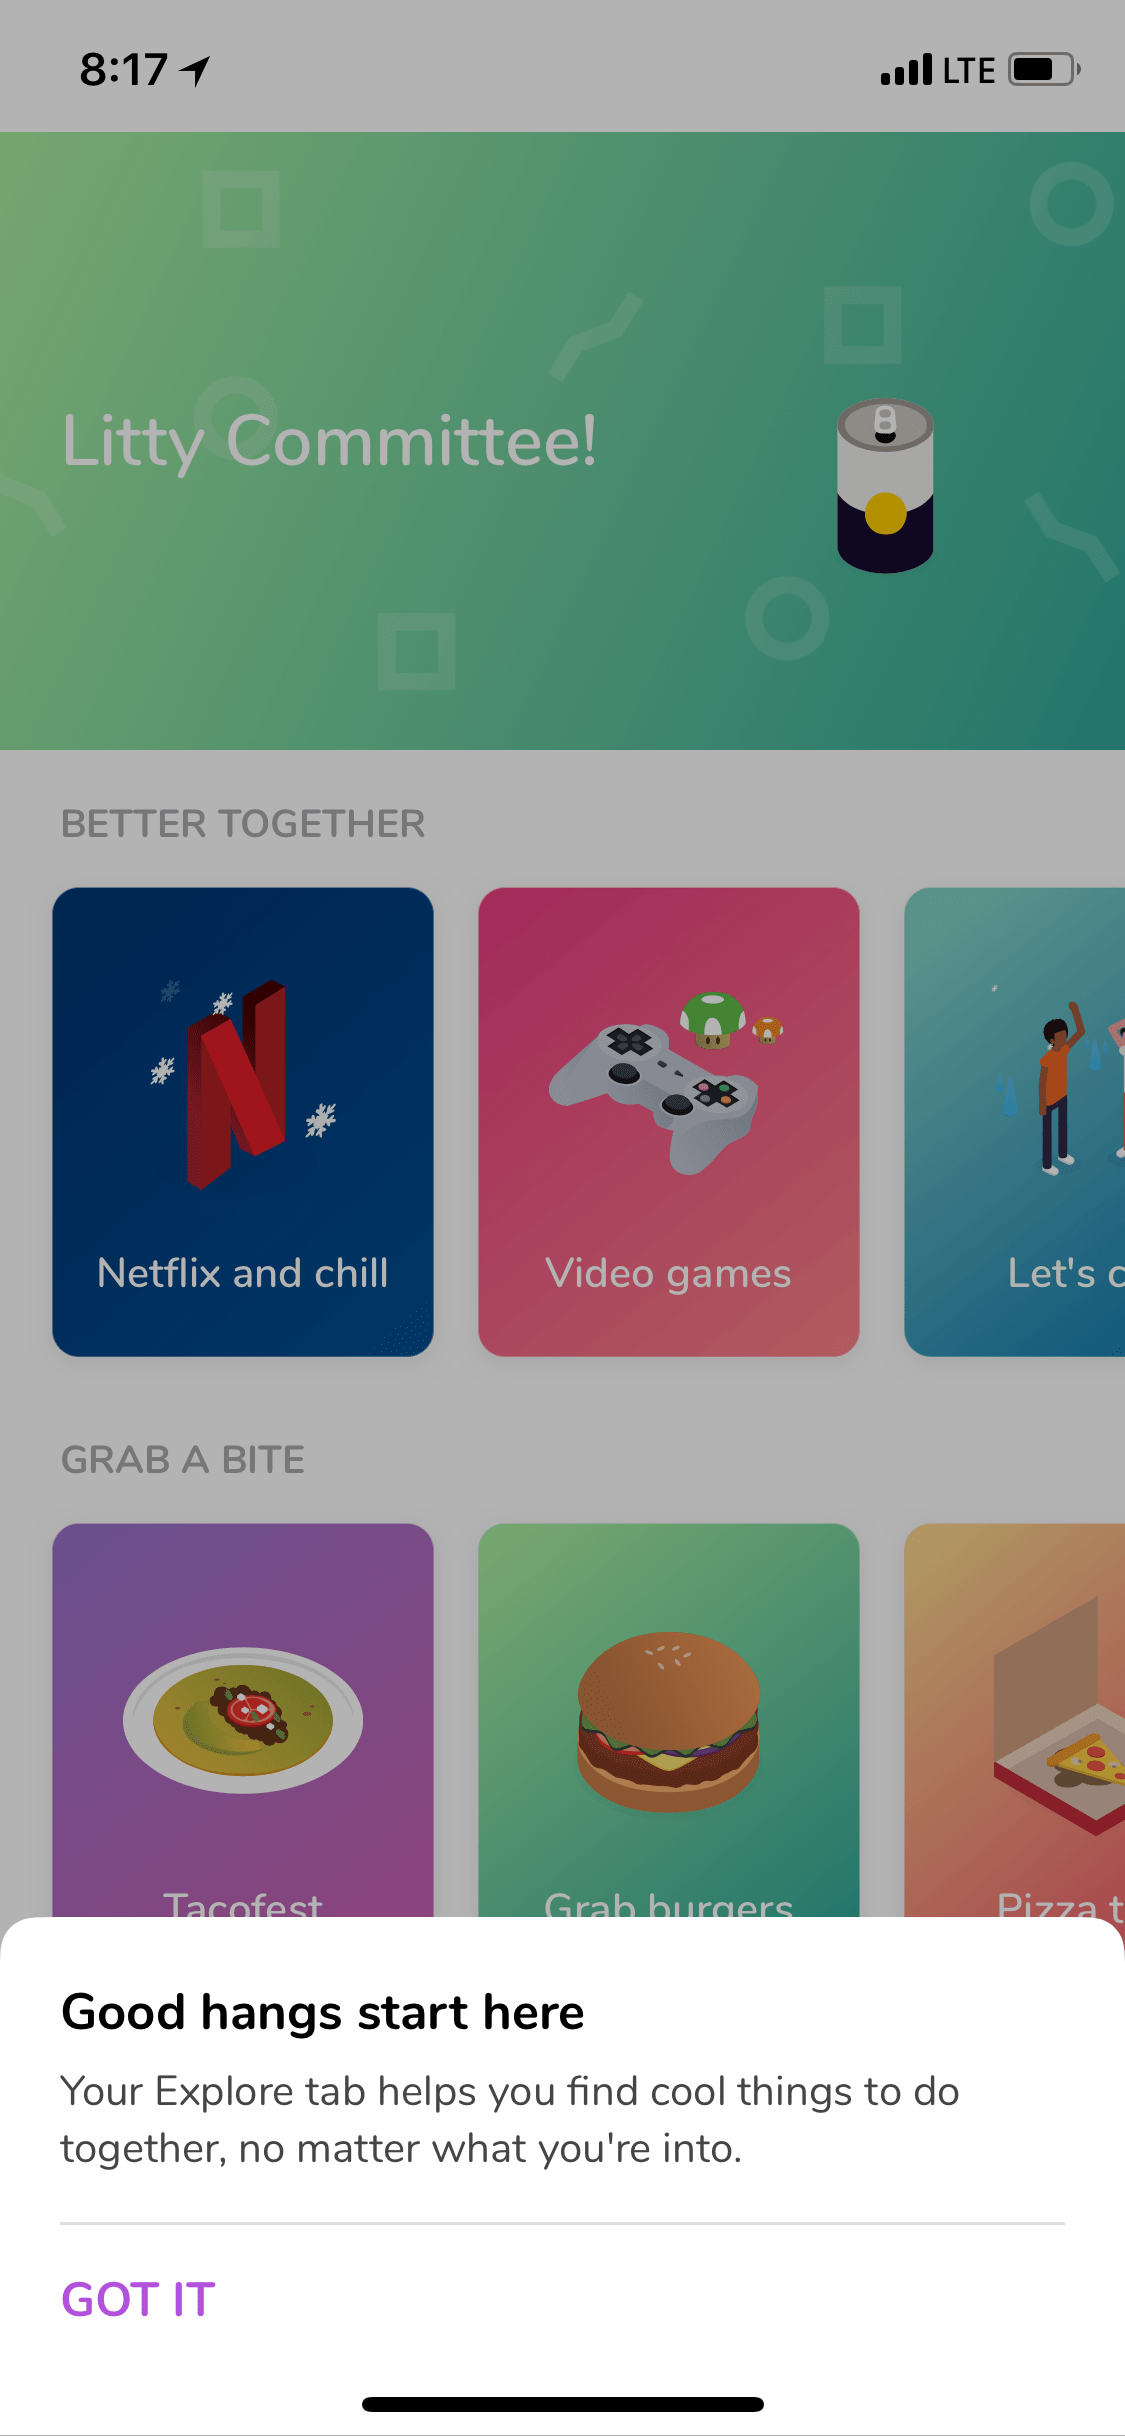 8:17
LTE
Litty Committee!
BETTER TOGETHER
Netflix and chill
Video games
Let's
GRAB A BITE
Tacofest
Grab burgers
Pizza
Good hangs start here
Your Explore tab helps you find cool things to do
together, no matter what you're into.
GOT IT